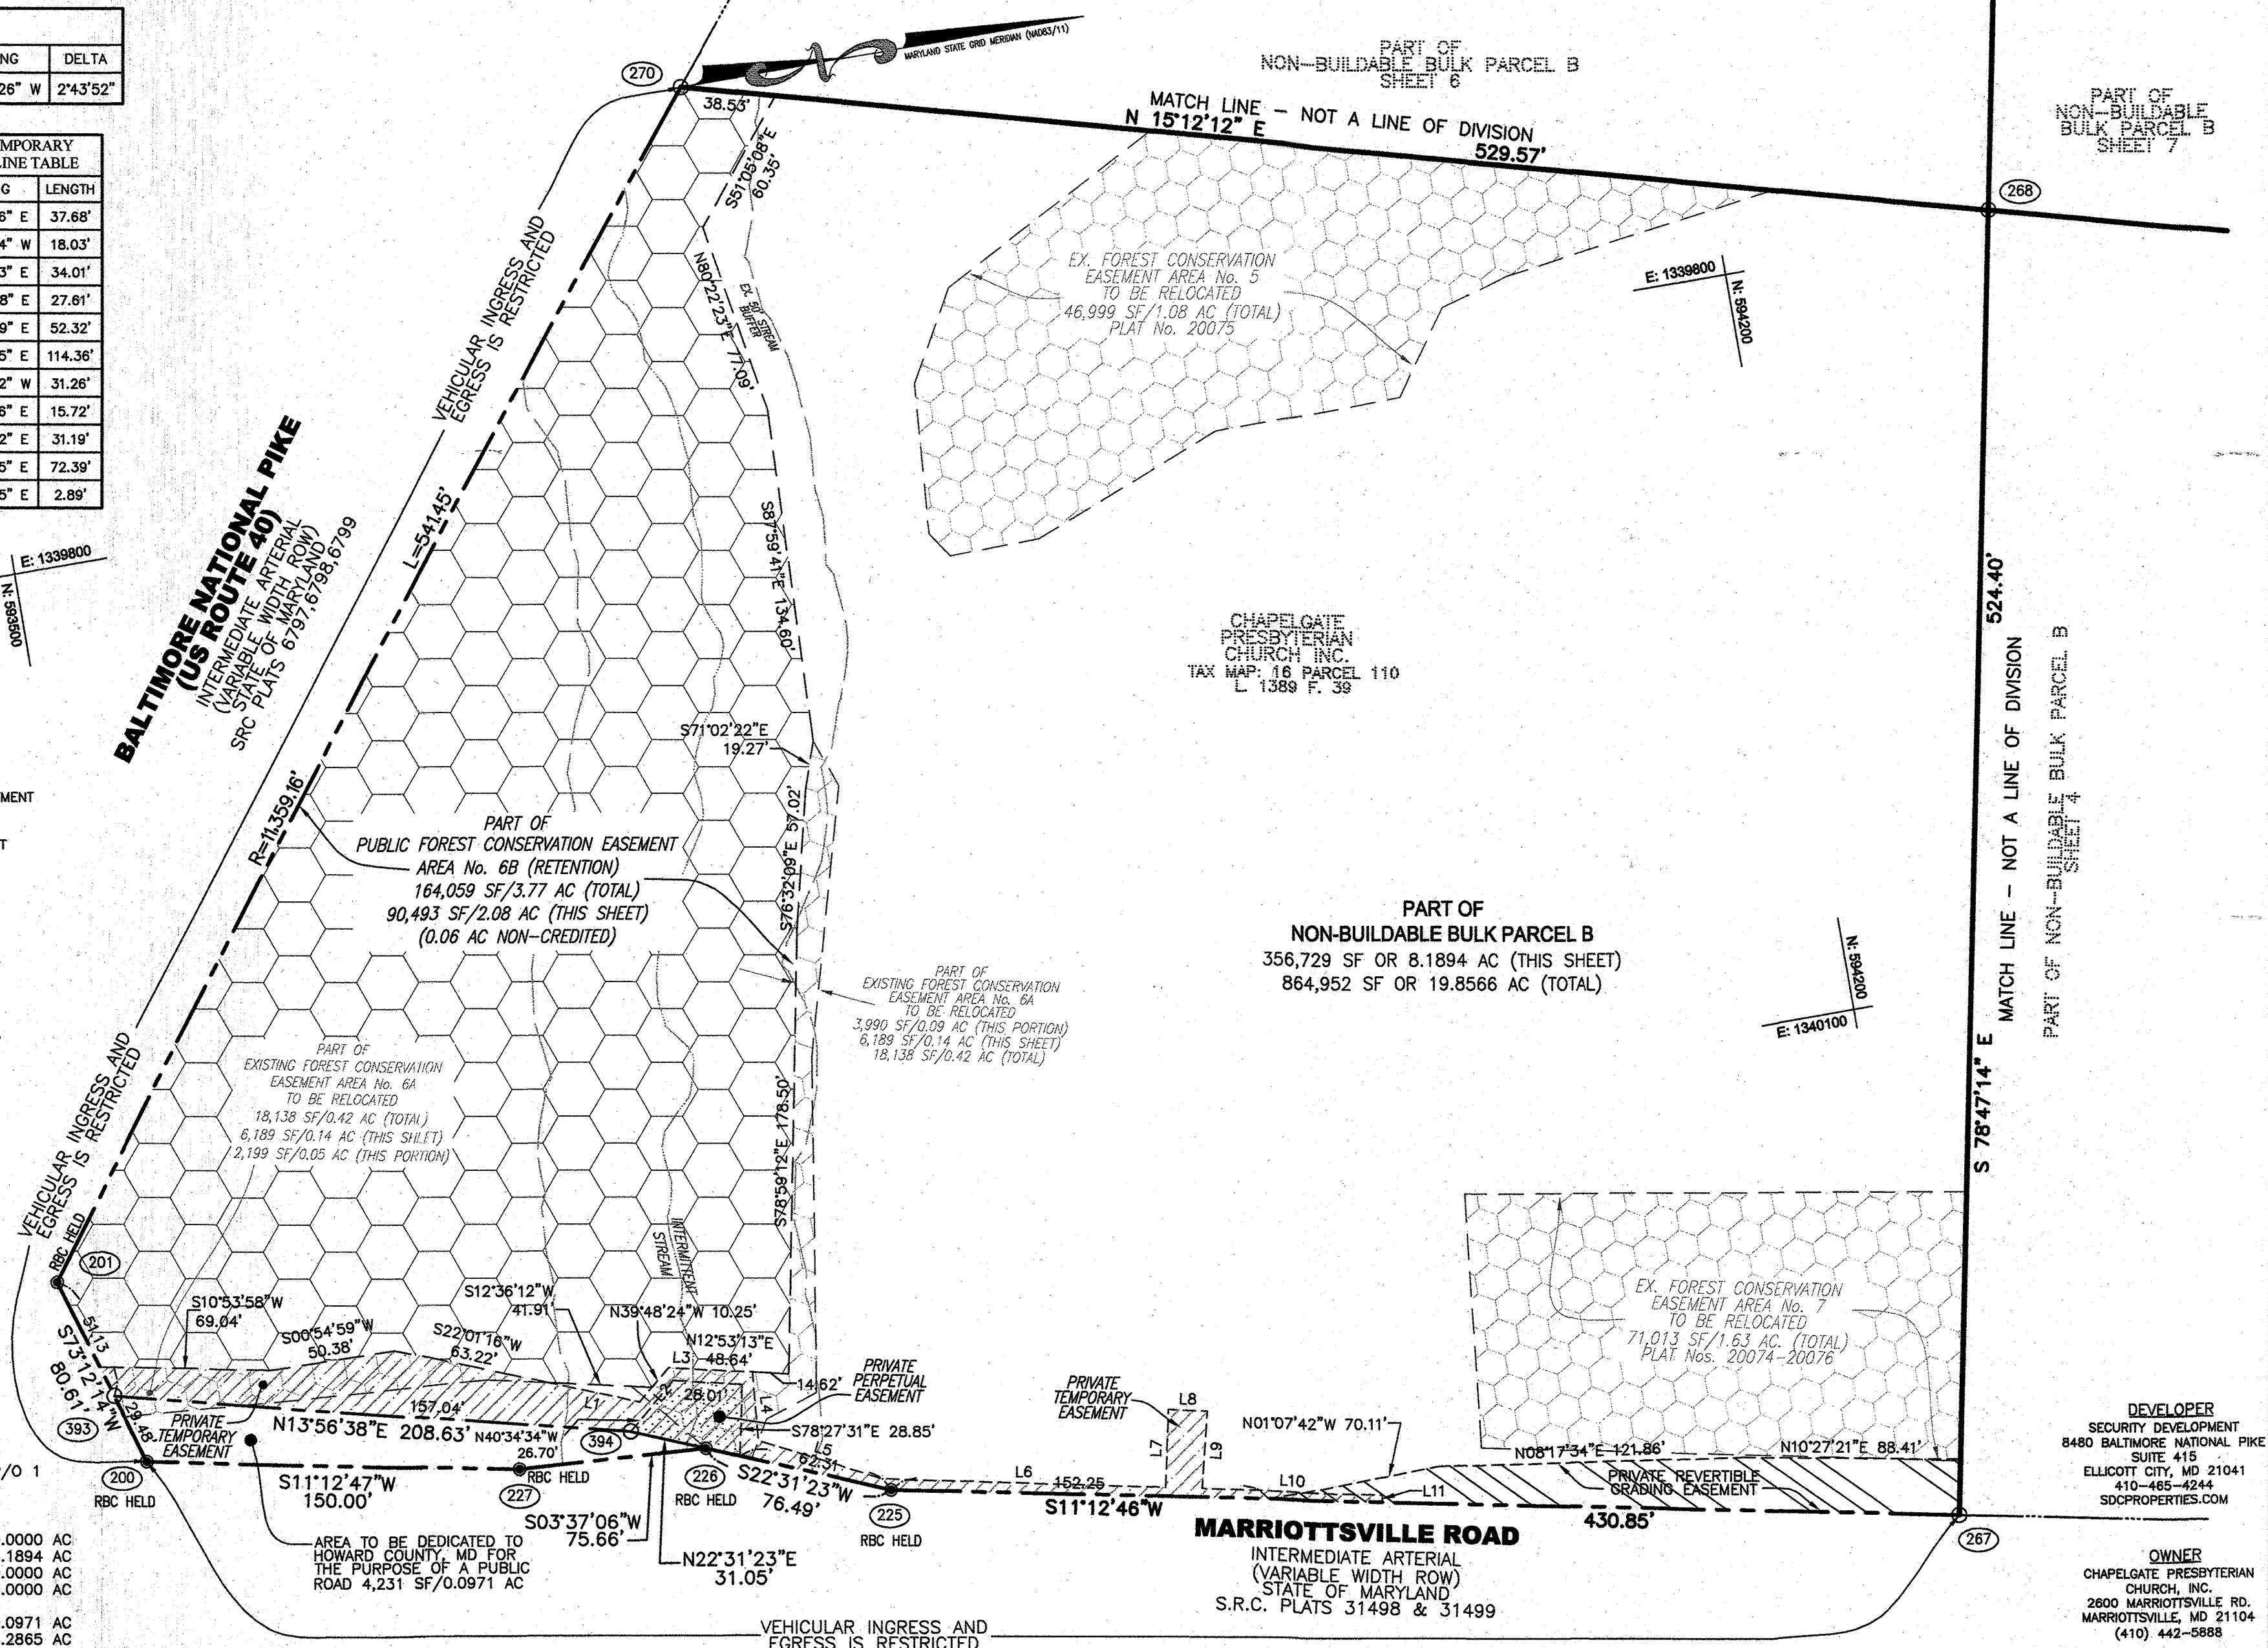 NG DELTA
26" W 2°43'52"
MPORARY
LINE TABLE
G LENGTH
6" E 37.68'
4" W 18.03'
3" E 34.01'
8" E 27.61'
9" E 52.32'
5" E 114.36'
2" W 31.26'
6" E 15.72'
2" E 31.19'
5" E 72.39'
5" E 2.89'
E: 1339800
N: 593500
270
MARYLAND STATE GRID MERIDIAN (NAD83/11)
38.53'
S51°05'08"E
60.35'
PART OF
NON-BUILDABLE BULK PARCEL B
SHEET 6
MATCH LINE - NOT A LINE OF DIVISION
N 15°12'12" E
529.57'
PART OF
NON-BUILDABLE
BULK PARCEL B
SHEET 7
268
E: 1339800
N: 594200
EX. FOREST CONSERVATION
EASEMENT AREA No. 5
TO BE RELOCATED
46,999 SF/1.08 AC (TOTAL)
PLAT No. 20075
VEHICULAR INGRESS AND
EGRESS IS RESTRICTED
N80°22'23"E 77.09'
EX. 50' STREAM
BUFFER
L=541.45'
BALTIMORE NATIONAL PIKE
(US ROUTE 40)
INTERMEDIATE ARTERIAL
(VARIABLE WIDTH ROW)
STATE OF MARYLAND
SRC PLATS 6797,6798,6799
S87°59'41"E 134.60'
CHAPELGATE
PRESBYTERIAN
CHURCH INC.
TAX MAP: 16 PARCEL 110
L. 1389 F. 39
524.40'
S 78°47'14" E
MATCH LINE - NOT A LINE OF DIVISION
PART OF NON-BUILDABLE BULK PARCEL B
SHEET 4
S71°02'22"E
19.27'
MENT
T
R=11,359.16'
PART OF
PUBLIC FOREST CONSERVATION EASEMENT
AREA No. 6B (RETENTION)
164,059 SF/3.77 AC (TOTAL)
90,493 SF/2.08 AC (THIS SHEET)
(0.06 AC NON-CREDITED)
S76°32'09"E 57.02'
PART OF
NON-BUILDABLE BULK PARCEL B
356,729 SF OR 8.1894 AC (THIS SHEET)
864,952 SF OR 19.8566 AC (TOTAL)
N: 594200
E: 1340100
PART OF
EXISTING FOREST CONSERVATION
EASEMENT AREA No. 6A
TO BE RELOCATED
3,990 SF/0.09 AC (THIS PORTION)
6,189 SF/0.14 AC (THIS SHEET)
18,138 SF/0.42 AC (TOTAL)
PART OF
EXISTING FOREST CONSERVATION
EASEMENT AREA No. 6A
TO BE RELOCATED
18,138 SF/0.42 AC (TOTAL)
6,189 SF/0.14 AC (THIS SHEET)
2,199 SF/0.05 AC (THIS PORTION)
VEHICULAR INGRESS AND
EGRESS IS RESTRICTED
S78°59'12"E 178.50'
INTERMITTENT
STREAM
RBC HELD
201
51.13
S73°12'14"W
80.61'
29.48
393
S10°53'58"W
69.04'
S00°54'59"W
50.38'
S22°01'16"W
63.22'
S12°36'12"W
41.91'
N39°48'24"W 10.25'
N12°53'13"E
48.64'
L3
L2
28.01'
L4
14.62'
PRIVATE
PERPETUAL
EASEMENT
S78°27'31"E 28.85'
L5
62.31
L1
157.04'
N13°56'38"E 208.63'
N40°34'34"W
26.70'
394
PRIVATE
TEMPORARY
EASEMENT
200
RBC HELD
S11°12'47"W
150.00'
RBC HELD
227
S03°37'06"W
75.66'
226
RBC HELD
S22°31'23"W
76.49'
225
RBC HELD
N22°31'23"E
31.05'
AREA TO BE DEDICATED TO
HOWARD COUNTY, MD FOR
THE PURPOSE OF A PUBLIC
ROAD 4,231 SF/0.0971 AC
PRIVATE
TEMPORARY
EASEMENT
L8
L7
L9
L6
152.25
N01°07'42"W 70.11'
L10
L11
S11°12'46"W
430.85'
EX. FOREST CONSERVATION
EASEMENT AREA No. 7
TO BE RELOCATED
71,013 SF/1.63 AC. (TOTAL)
PLAT Nos. 20074-20076
N08°17'34"E 121.86'
N10°27'21"E 88.41'
PRIVATE REVERTIBLE
GRADING EASEMENT
267
MARRIOTTSVILLE ROAD
INTERMEDIATE ARTERIAL
(VARIABLE WIDTH ROW)
STATE OF MARYLAND
S.R.C. PLATS 31498 & 31499
VEHICULAR INGRESS AND
EGRESS IS RESTRICTED
/O 1
.0000 AC
.1894 AC
.0000 AC
.0000 AC
.0971 AC
.2865 AC
DEVELOPER
SECURITY DEVELOPMENT
8480 BALTIMORE NATIONAL PIKE
SUITE 415
ELLICOTT CITY, MD 21041
410-465-4244
SDCPROPERTIES.COM
OWNER
CHAPELGATE PRESBYTERIAN
CHURCH, INC.
2600 MARRIOTTSVILLE RD.
MARRIOTTSVILLE, MD 21104
(410) 442-5888